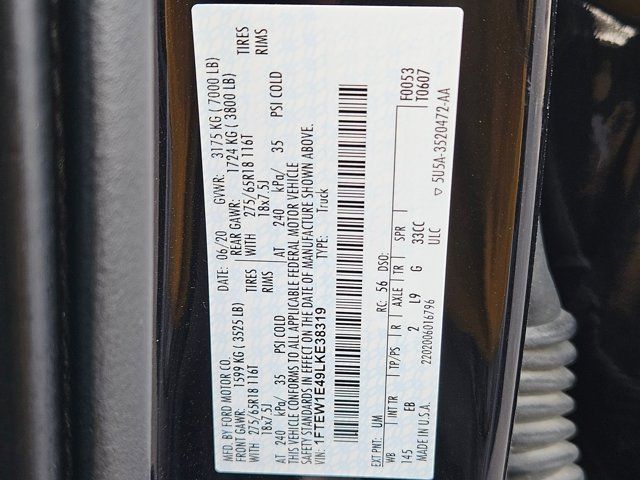 MFD BY FORD MOTOR CO. DATE: 06/20 GVWR: 3175 KG ( 7000 LB)
FRONT GAWR: 1599 KG ( 3525 LB) REAR GAWR: 1724 KG ( 3800 LB)
WITH 275/65R18 116T TIRES WITH 275/65R18 116T TIRES
18x7.5J RIMS 18x7.5J RIMS
AT 240 kPa/ 35 PSI COLD AT 240 kPa/ 35 PSI COLD
THIS VEHICLE CONFORMS TO ALL APPLICABLE FEDERAL MOTOR VEHICLE
SAFETY STANDARDS IN EFFECT ON THE DATE OF MANUFACTURE SHOWN ABOVE.
VIN: 1FTEW1E49LKE38319 TYPE: Truck
F0053
T0607
EXT PNT: UM RC: 56 DSO:
WB INT TR TP/PS R AXLE TR SPR
145 EB 2 L9 G 33CC
MADE IN U.S.A. 2202006016796 ULC
5U5A-3520472-AA